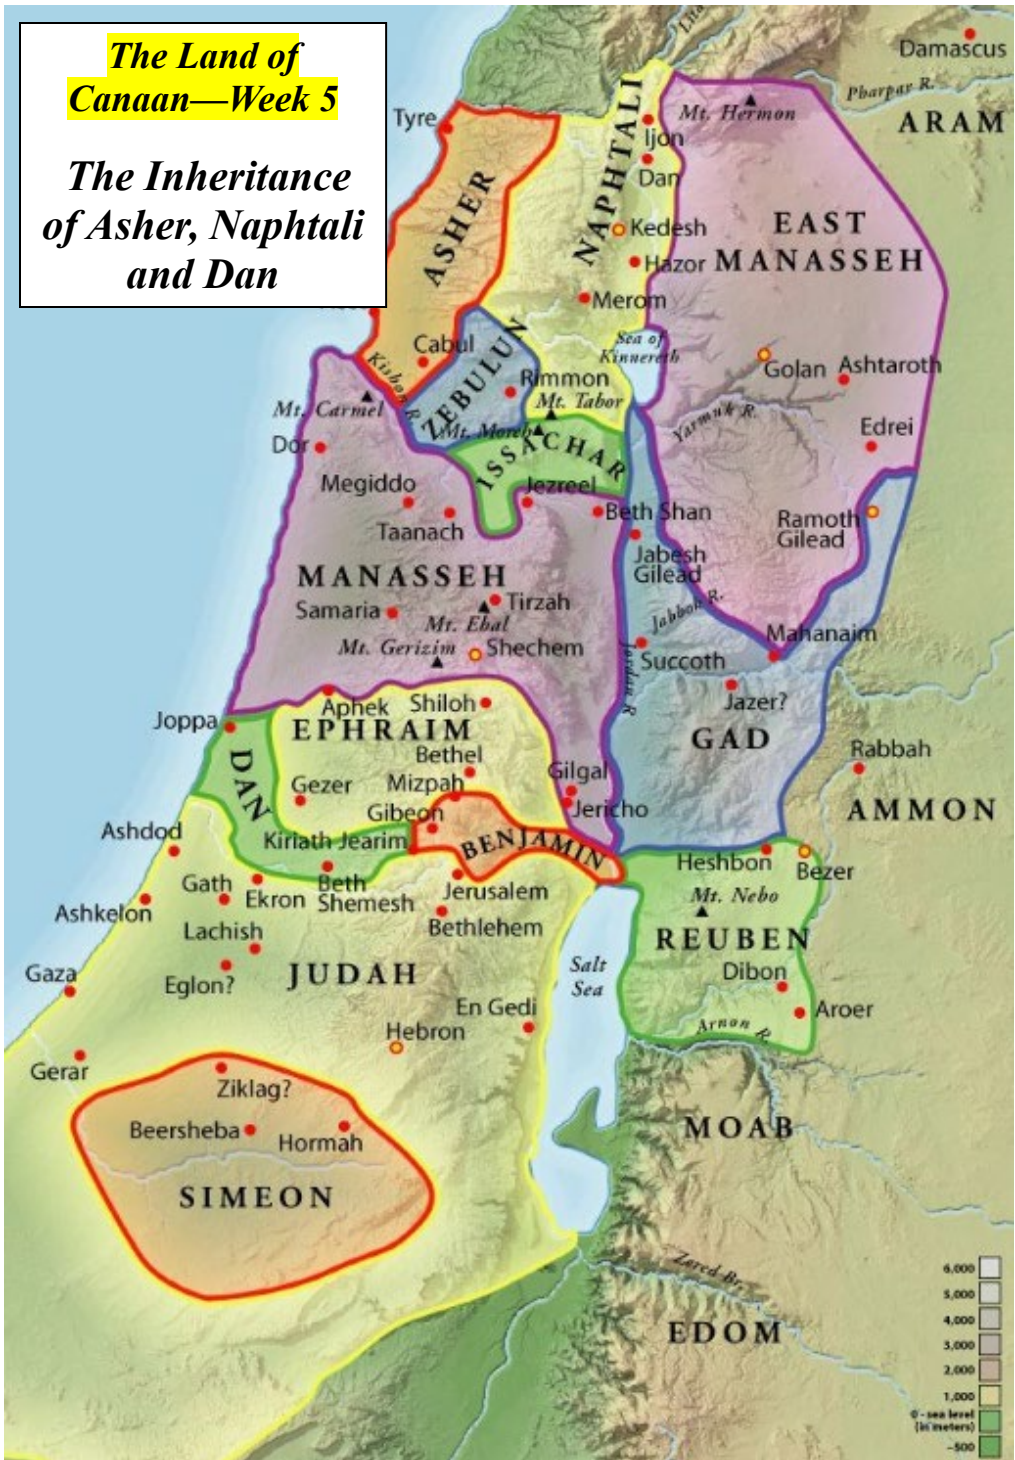 The Land of
Canaan—Week 5
The Inheritance
of Asher, Naphtali
and Dan
Damascus
Pharpar R.
ARAM
Mt. Hermon
Tyre
Ijon
Dan
NAPHTALI
ASHER
Kedesh
EAST
MANASSEH
Hazor
Merom
Sea of
Kinnereth
Cabul
Kishon R.
ZEBULUN
Rimmon
Golan
Ashtaroth
Mt. Carmel
Mt. Tabor
Yarmuk R.
Mt. Moreh
Dor
ISSACHAR
Edrei
Megiddo
Jezreel
Taanach
Beth Shan
Ramoth
Gilead
Jabesh
Gilead
MANASSEH
Samaria
Tirzah
Mt. Ebal
Jabbok R.
Mt. Gerizim
Shechem
Mahanaim
Succoth
Jordan R
Jazer?
Joppa
Aphek
Shiloh
EPHRAIM
GAD
DAN
Bethel
Rabbah
Gezer
Mizpah
Gilgal
Jericho
AMMON
Gibeon
Ashdod
Kiriath Jearim
BENJAMIN
Heshbon
Bezer
Gath
Ekron
Beth
Shemesh
Jerusalem
Mt. Nebo
Ashkelon
Bethlehem
Lachish
REUBEN
Eglon?
JUDAH
Salt
Sea
Dibon
Gaza
En Gedi
Aroer
Hebron
Arnon R.
Gerar
Ziklag?
Beersheba
Hormah
MOAB
SIMEON
Zered Br.
EDOM
6,000
5,000
4,000
3,000
2,000
1,000
0 - sea level
(in meters)
-500